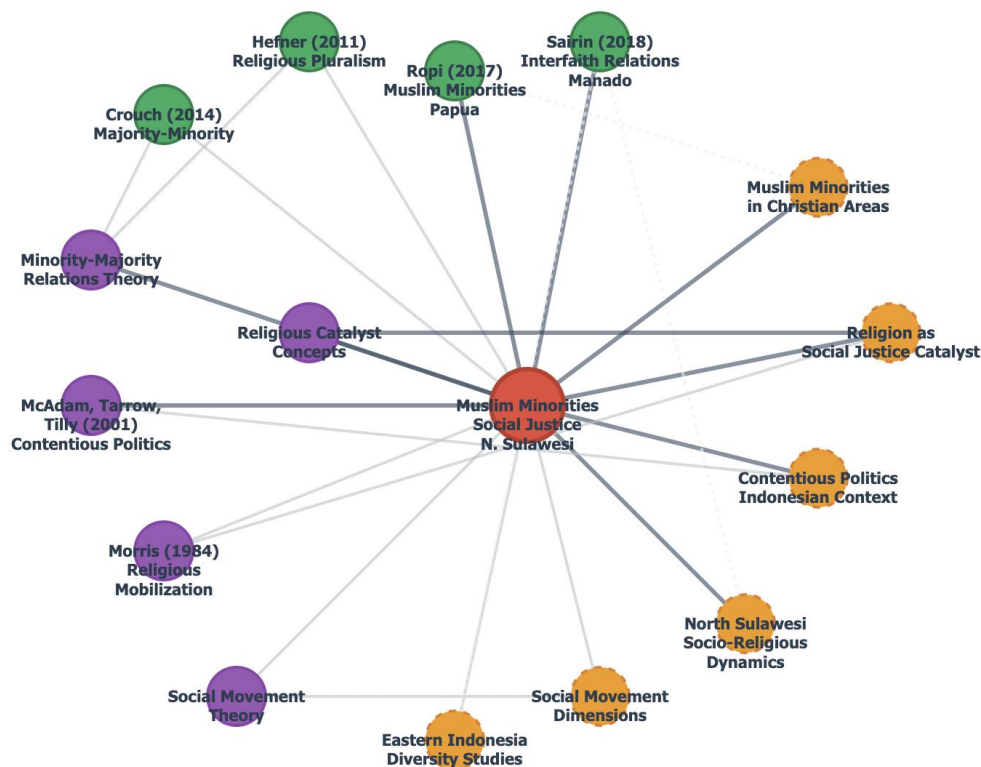 Hefner (2011)
Religious Pluralism
Ropi (2017)
Muslim Minorities
Papua
Sairin (2018)
Interfaith Relations
Manado
Crouch (2014)
Majority-Minority
Muslim Minorities
in Christian Areas
Minority-Majority
Relations Theory
Religious Catalyst
Concepts
Religion as
Social Justice Catalyst
McAdam, Tarrow,
Tilly (2001)
Contentious Politics
Muslim Minorities
Social Justice
N. Sulawesi
Contentious Politics
Indonesian Context
Morris (1984)
Religious
Mobilization
North Sulawesi
Socio-Religious
Dynamics
Social Movement
Theory
Social Movement
Dimensions
Eastern Indonesia
Diversity Studies